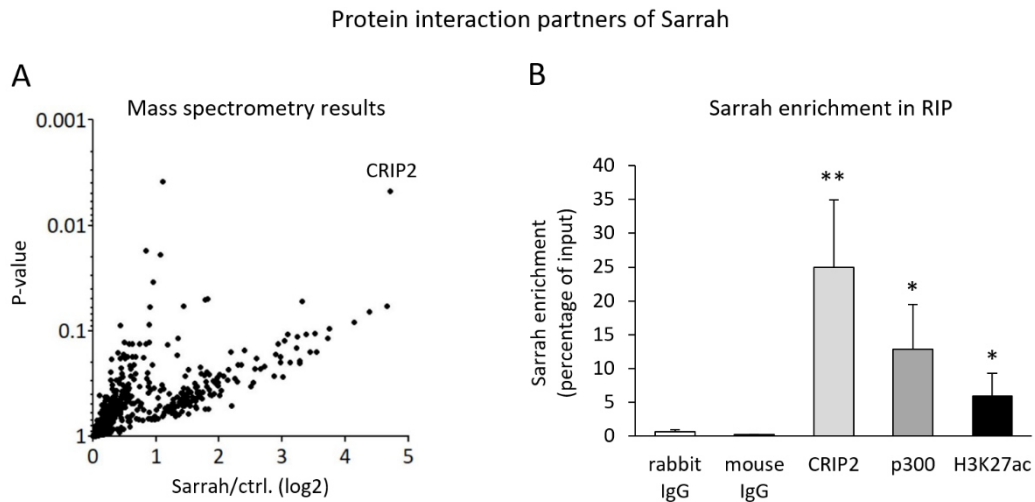 Protein interaction partners of Sarrah
A
Mass spectrometry results
0.001
0.01
0.1
1
P-value
CRIP2
0 1 2 3 4 5
Sarrah/ctrl. (log2)
B
Sarrah enrichment in RIP
40
35
30
25
20
15
10
5
0
Sarrah enrichment
(percentage of input)
**
*
*
rabbit IgG
mouse IgG
CRIP2
p300
H3K27ac